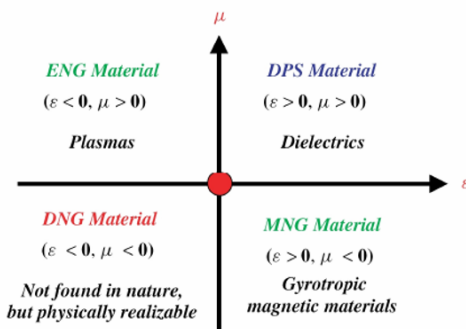 μ
ENG Material
(ε < 0, μ > 0)
Plasmas
DPS Material
(ε > 0, μ > 0)
Dielectrics
ε
DNG Material
(ε < 0, μ < 0)
Not found in nature,
but physically realizable
MNG Material
(ε > 0, μ < 0)
Gyrotropic
magnetic materials